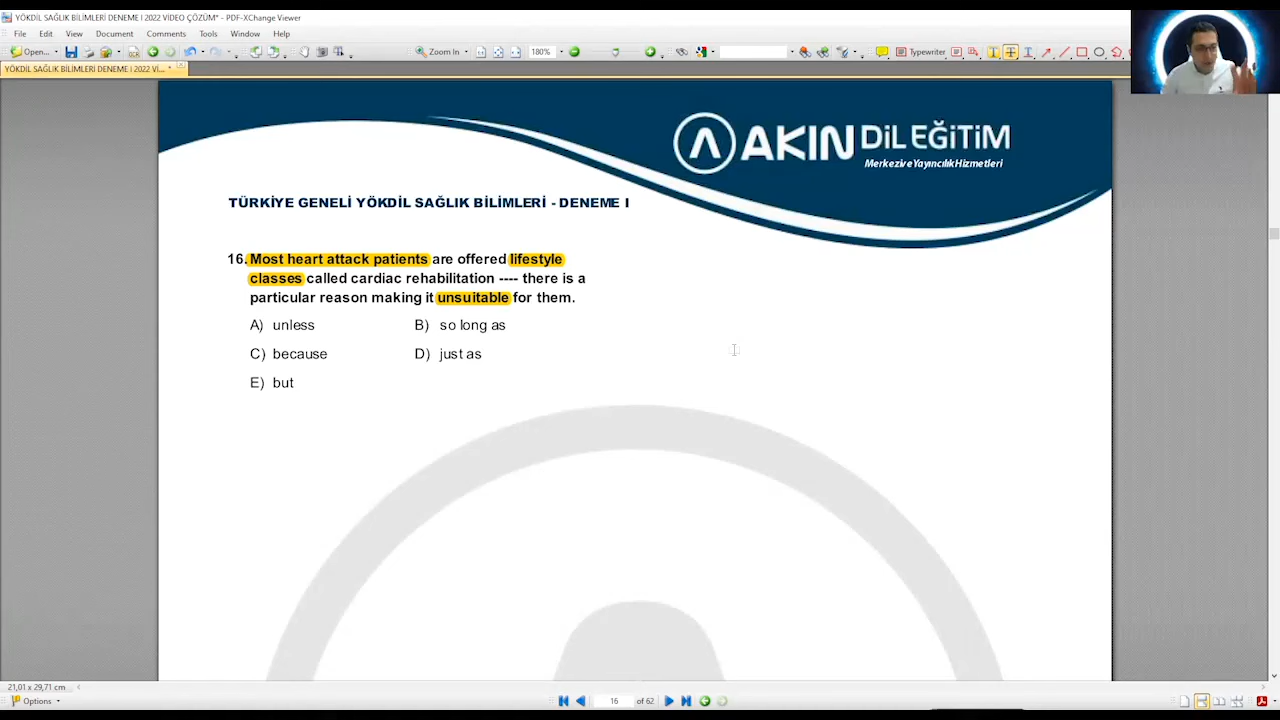 YÖKDİL SAĞLIK BİLİMLERİ DENEME I 2022 VİDEO ÇÖZÜM* - PDF-XChange Viewer
File Edit View Document Comments Tools Window Help
Open... Zoom In 180% Typewriter
YÖKDİL SAĞLIK BİLİMLERİ DENEME I 2022 Vİ... *
AKIN DİL EĞİTİM
Merkezi ve Yayıncılık Hizmetleri
TÜRKİYE GENELİ YÖKDİL SAĞLIK BİLİMLERİ - DENEME I
16. Most heart attack patients are offered lifestyle
classes called cardiac rehabilitation ---- there is a
particular reason making it unsuitable for them.
A) unless B) so long as
C) because D) just as
E) but
21,01 x 29,71 cm
Options 16 of 62